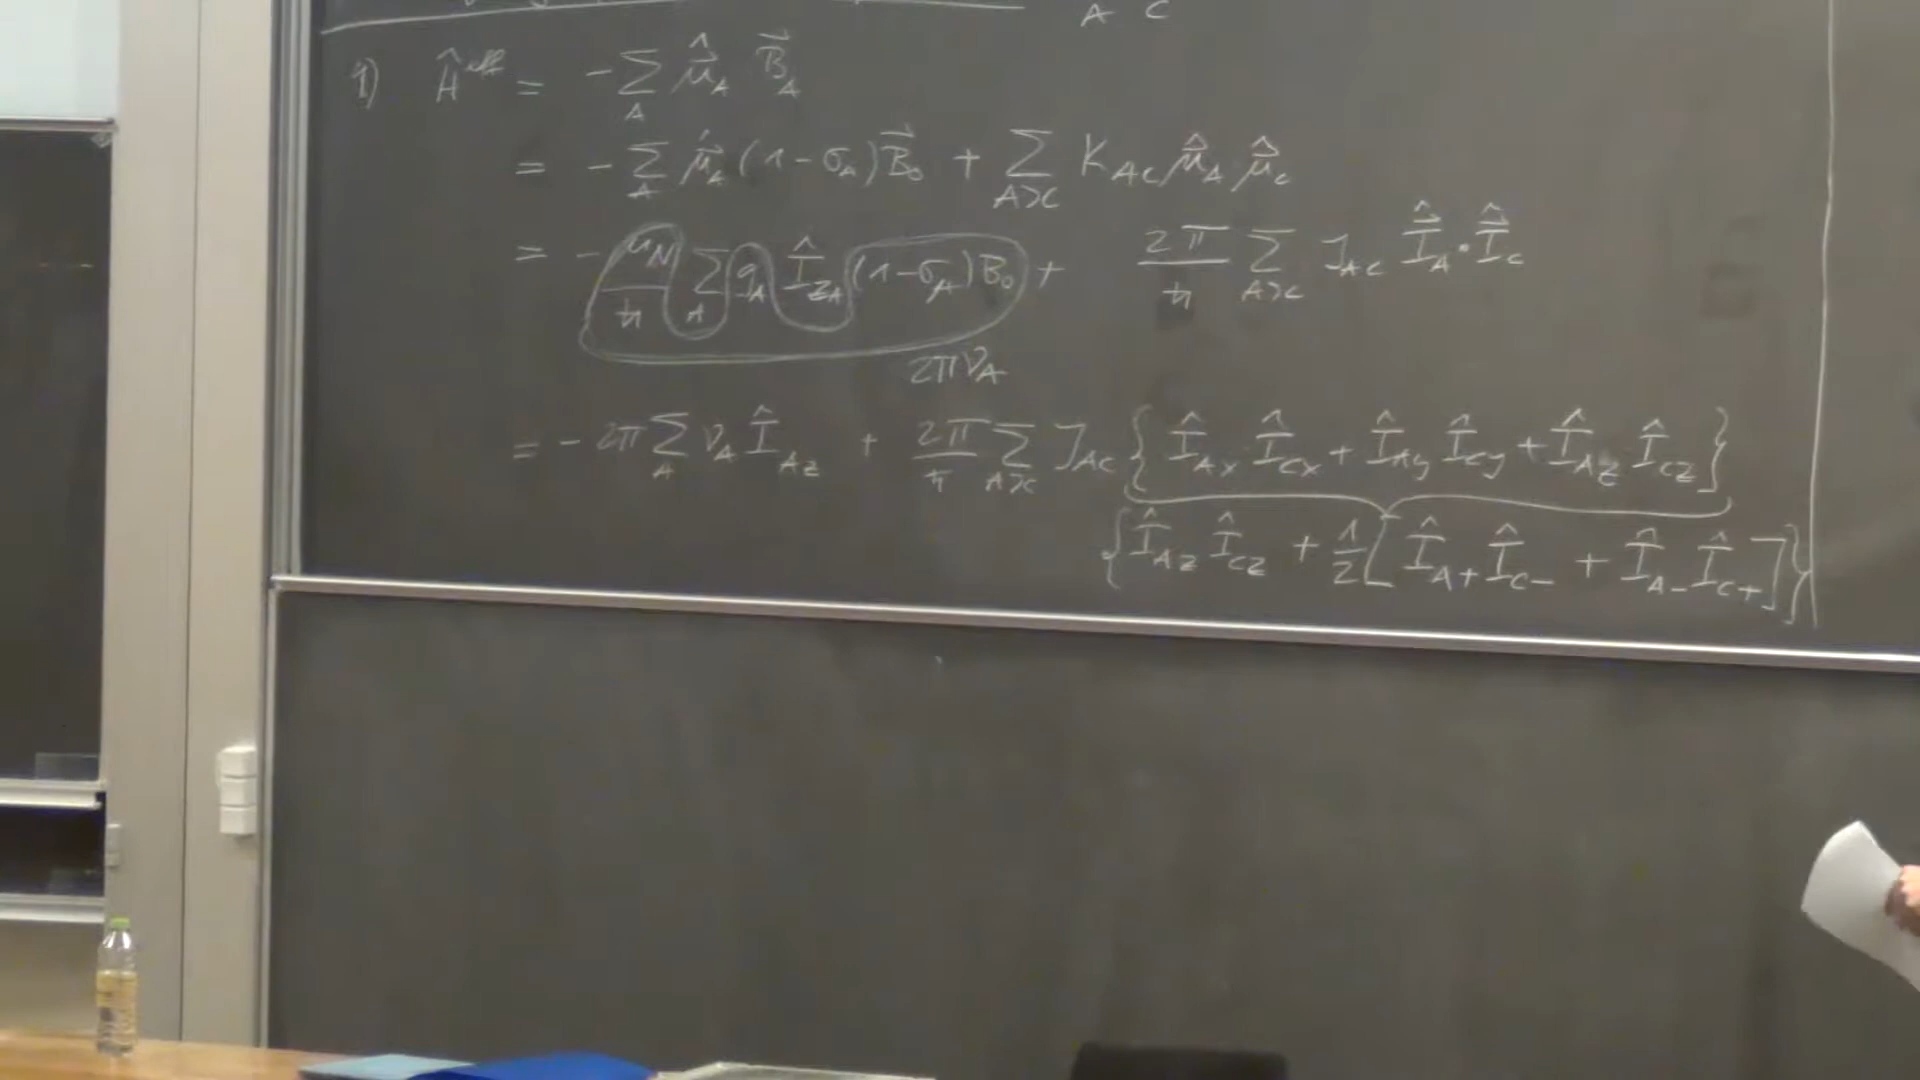 A C
1) Ĥ^eff = - Σ_A μ̂⃗_A B⃗_A
= - Σ_A μ̂⃗_A (1-σ_A) B⃗_0 + Σ_{A>C} K_AC μ̂⃗_A μ̂⃗_C
= - μ_N/ħ Σ_A g_A Î_ZA (1-σ_A) B_0 + 2π/ħ Σ_{A>C} J_AC Î⃗_A · Î⃗_C
2πν_A
= - 2π Σ_A ν_A Î_Az + 2π/ħ Σ_{A>C} J_AC { Î_Ax Î_Cx + Î_Ay Î_Cy + Î_Az Î_Cz }
{ Î_Az Î_Cz + 1/2 [ Î_A+ Î_C- + Î_A- Î_C+ ] }